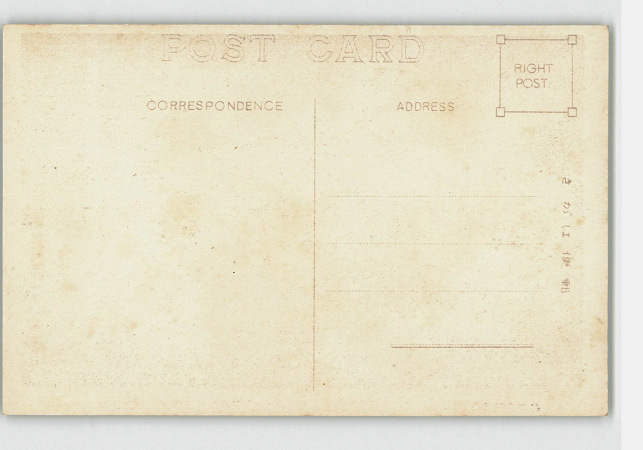 POST CARD
CORRESPONDENCE
ADDRESS
RIGHT
POST